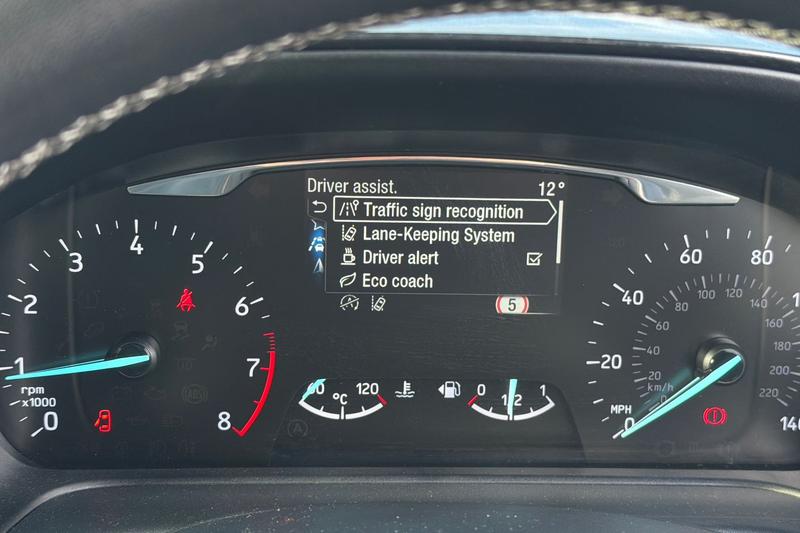 Driver assist. 12°
Traffic sign recognition
Lane-Keeping System
Driver alert
Eco coach
5
0
1
2
3
4
5
6
7
8
rpm
x1000
60 120
°C
0 1/2 1
0
20
40
60
80
140
MPH
20
40
60
80
100
120
140
160
180
200
220
km/h
(ABS)
A